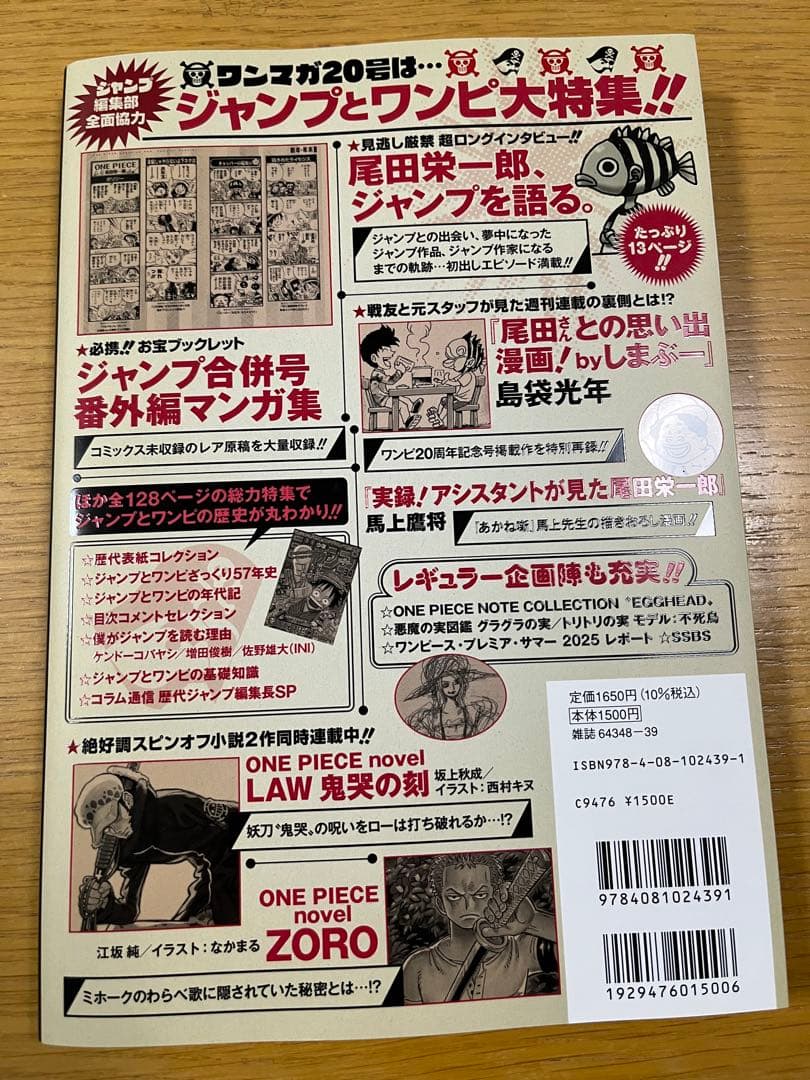 ジャンプ
編集部
全面協力
ワンマガ20号は…
ジャンプとワンピ大特集!!
ONE PIECE
★見逃し厳禁 超ロングインタビュー!!
尾田栄一郎、
ジャンプを語る。
たっぷり
13ページ
!!
ジャンプとの出会い、夢中になった
ジャンプ作品、ジャンプ作家になる
までの軌跡…初出しエピソード満載!!
★必携!! お宝ブックレット
ジャンプ合併号
番外編マンガ集
コミックス未収録のレア原稿を大量収録!!
★戦友と元スタッフが見た週刊連載の裏側とは!?
『尾田さんとの思い出
漫画!byしまぶー』
島袋光年
ワンピ20周年記念号掲載作を特別再録!!
『実録!アシスタントが見た尾田栄一郎』
馬上鷹将
『あかね噺』馬上先生の描きおろし漫画!!
ほか全128ページの総力特集で
ジャンプとワンピの歴史が丸わかり!!
☆歴代表紙コレクション
☆ジャンプとワンピざっくり57年史
☆ジャンプとワンピの年代記
☆目次コメントセレクション
☆僕がジャンプを読む理由
ケンドーコバヤシ/増田俊樹/佐野雄大(INI)
☆ジャンプとワンピの基礎知識
☆コラム通信 歴代ジャンプ編集長SP
レギュラー企画陣も充実!!
☆ONE PIECE NOTE COLLECTION “EGGHEAD”
☆悪魔の実図鑑 グラグラの実/トリトリの実 モデル:不死鳥
☆ワンピース・プレミア・サマー 2025 レポート ☆SSBS
★絶好調スピンオフ小説2作同時連載中!!
ONE PIECE novel
LAW 鬼哭の刻
坂上秋成/
イラスト:西村キヌ
妖刀“鬼哭”の呪いをローは打ち破れるか…!?
ONE PIECE
novel
ZORO
江坂 純/イラスト:なかまる
ミホークのわらべ歌に隠されていた秘密とは…!?
定価1650円(10%税込)
本体1500円
雑誌 64348-39
ISBN978-4-08-102439-1
C9476 ¥1500E
9784081024391
1929476015006